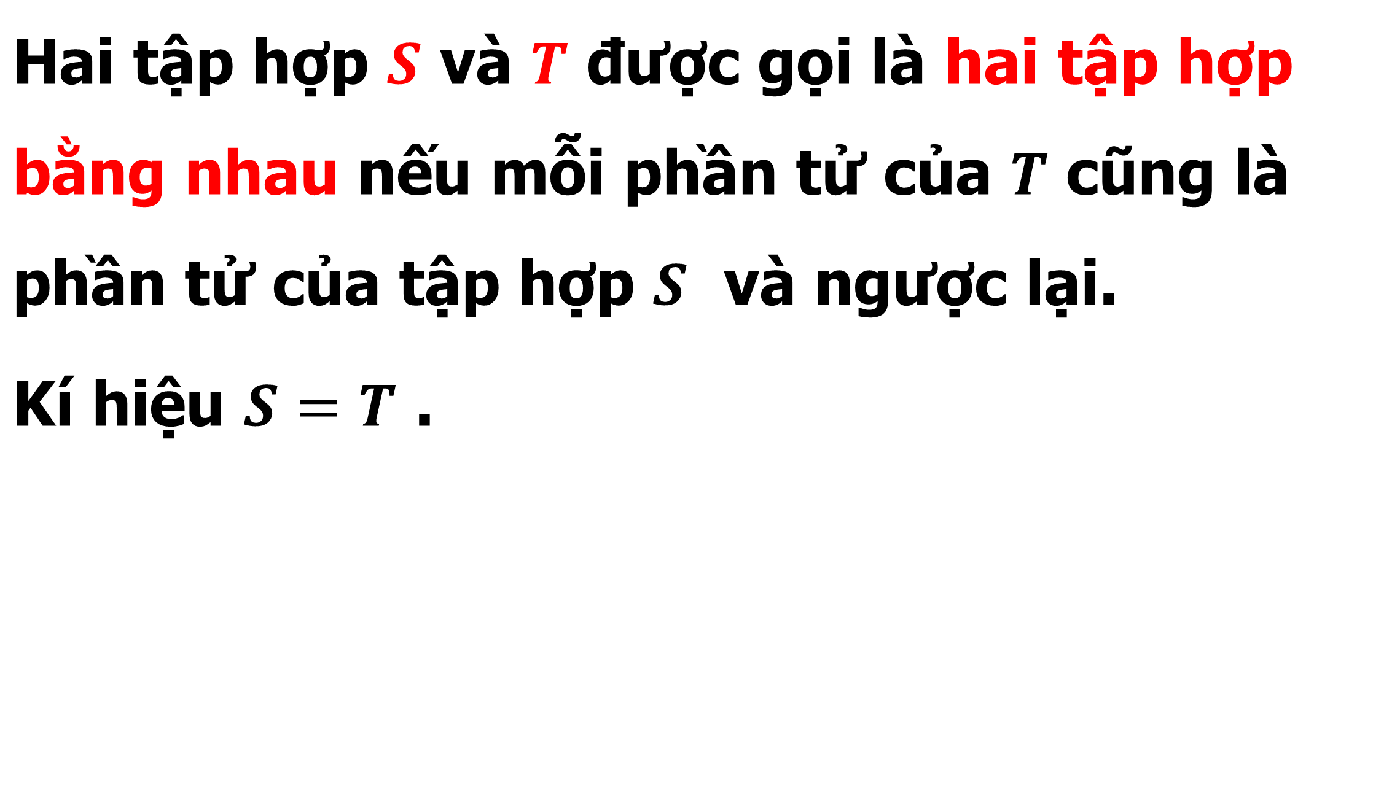 Hai tập hợp S và T được gọi là hai tập hợp
bằng nhau nếu mỗi phần tử của T cũng là
phần tử của tập hợp S và ngược lại.
Kí hiệu S = T .